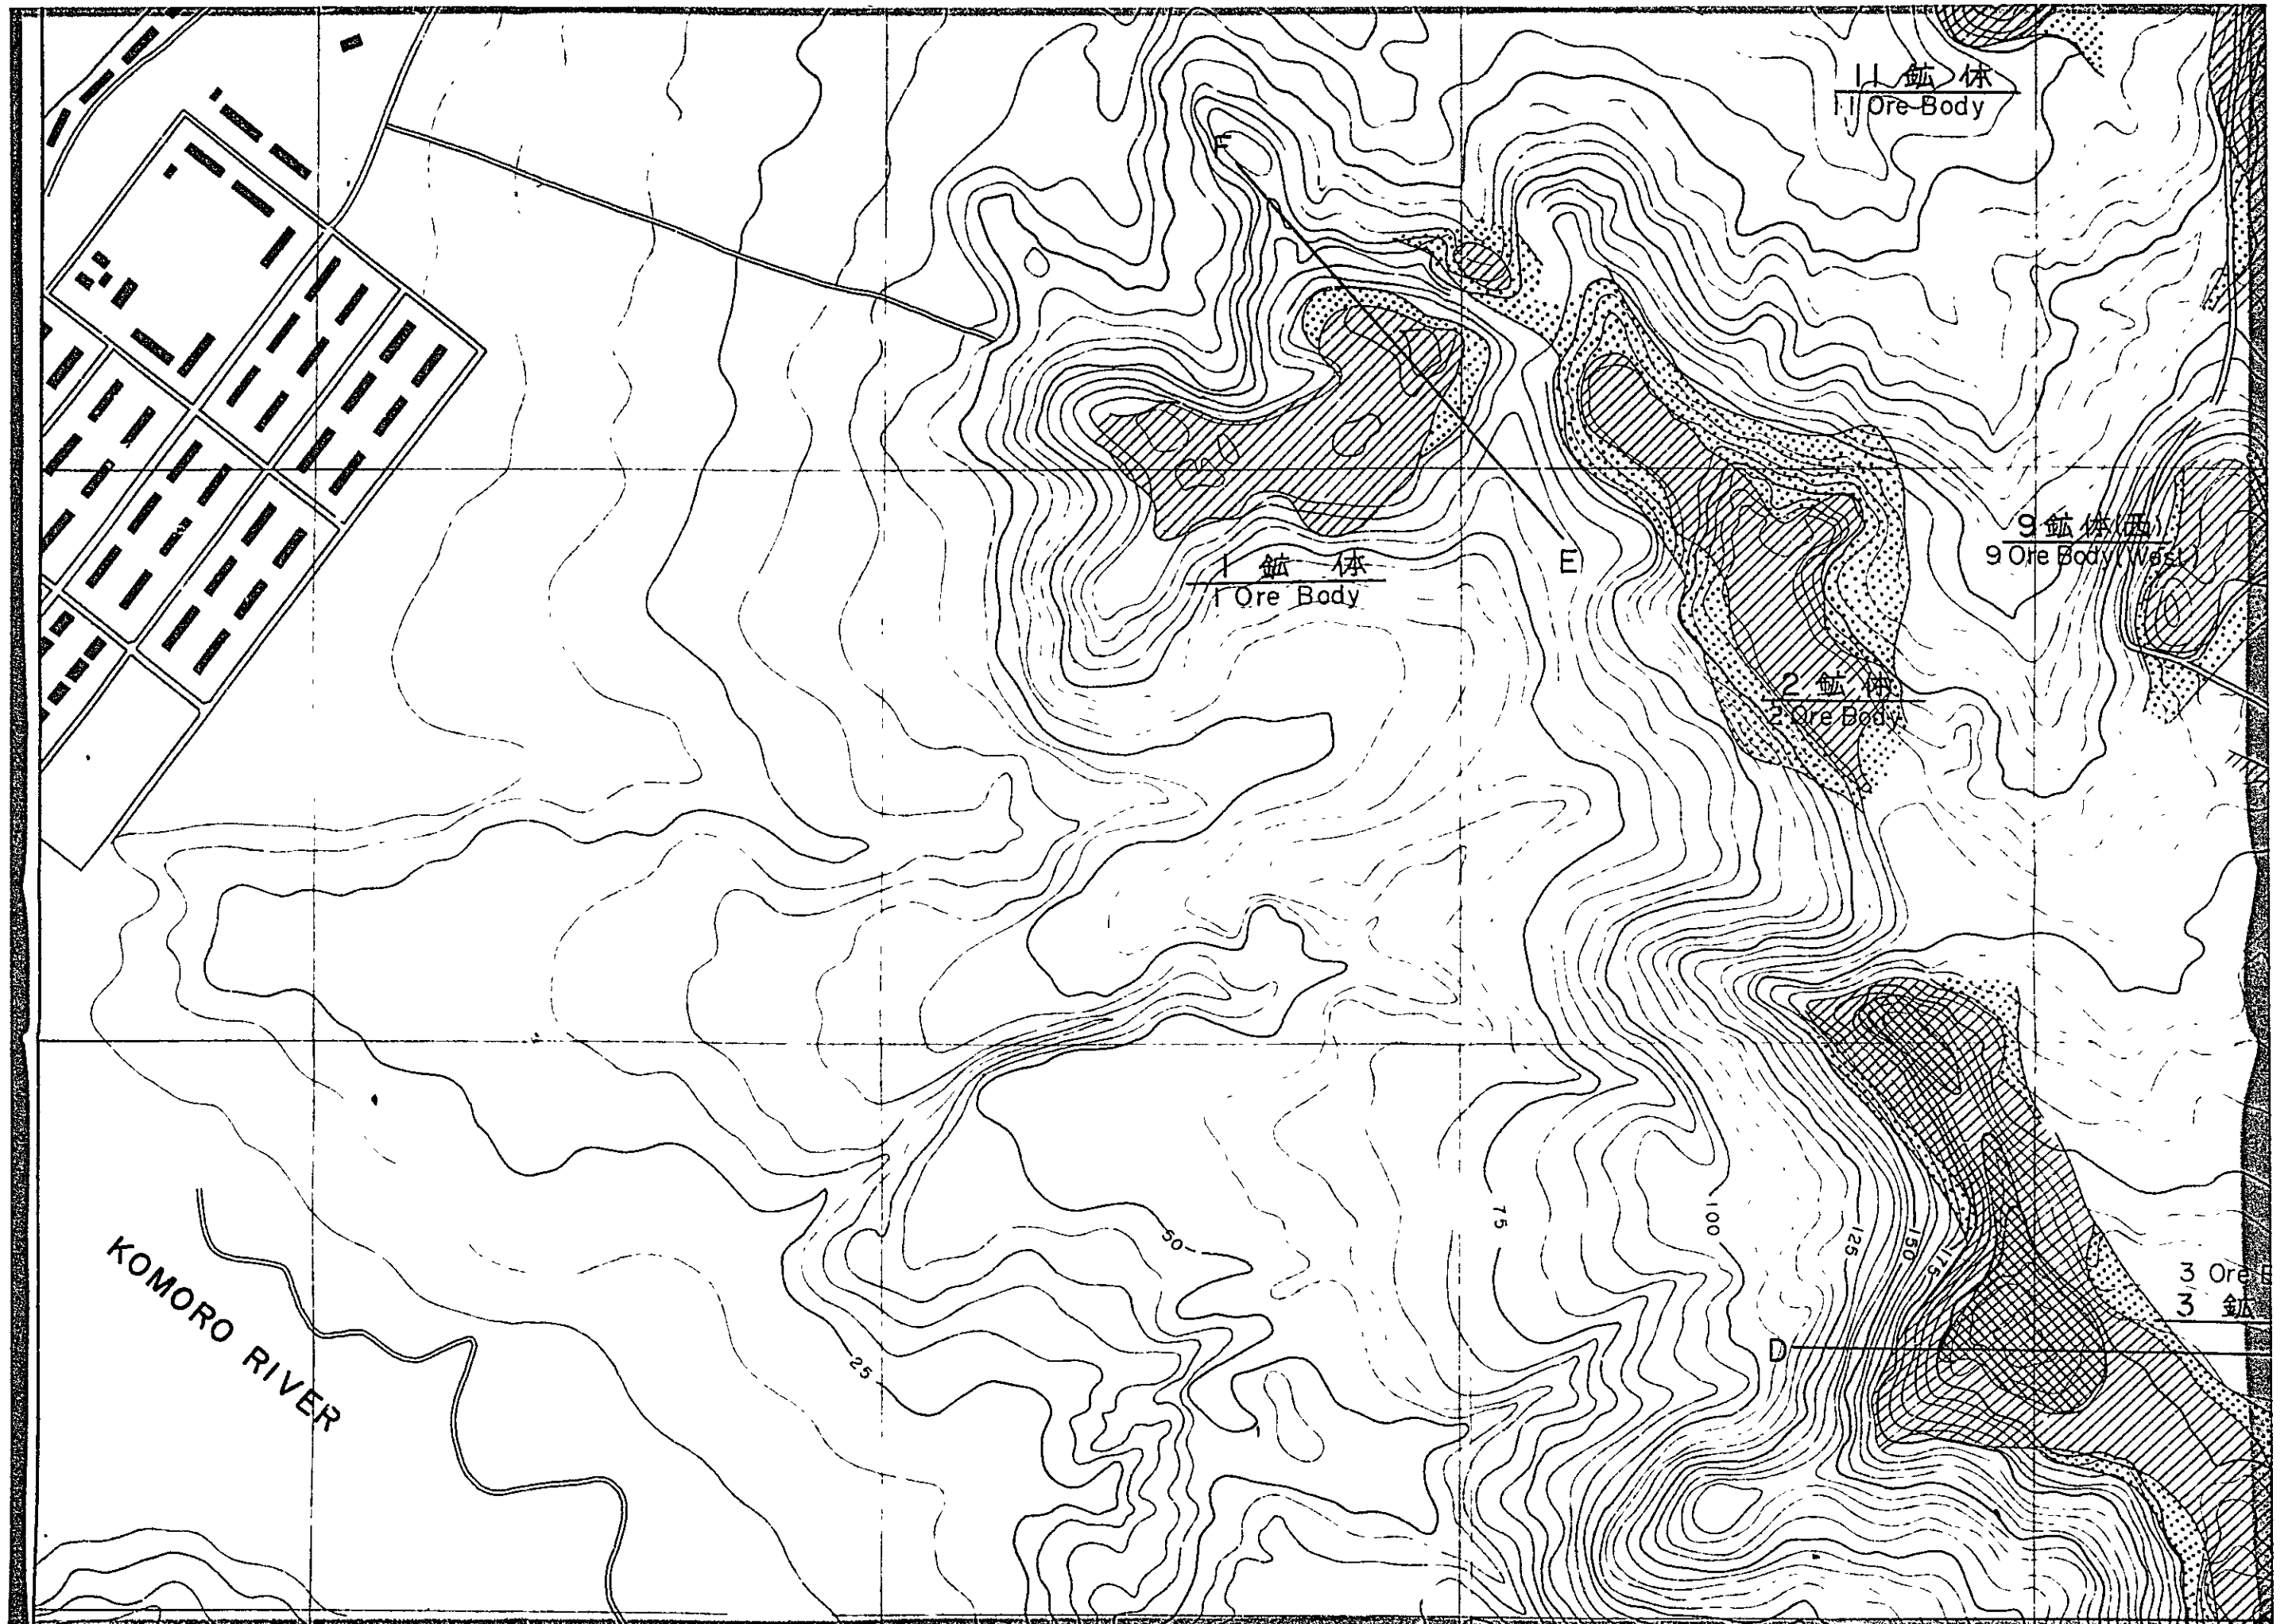 11 鉱 体
11 Ore Body
F
9 鉱 体(西)
9 Ore Body(West)
E
1 鉱 体
1 Ore Body
2 鉱 体
2 Ore Body
75
100
125
150
175
50
25
KOMORO RIVER
3 Ore
3 鉱
D